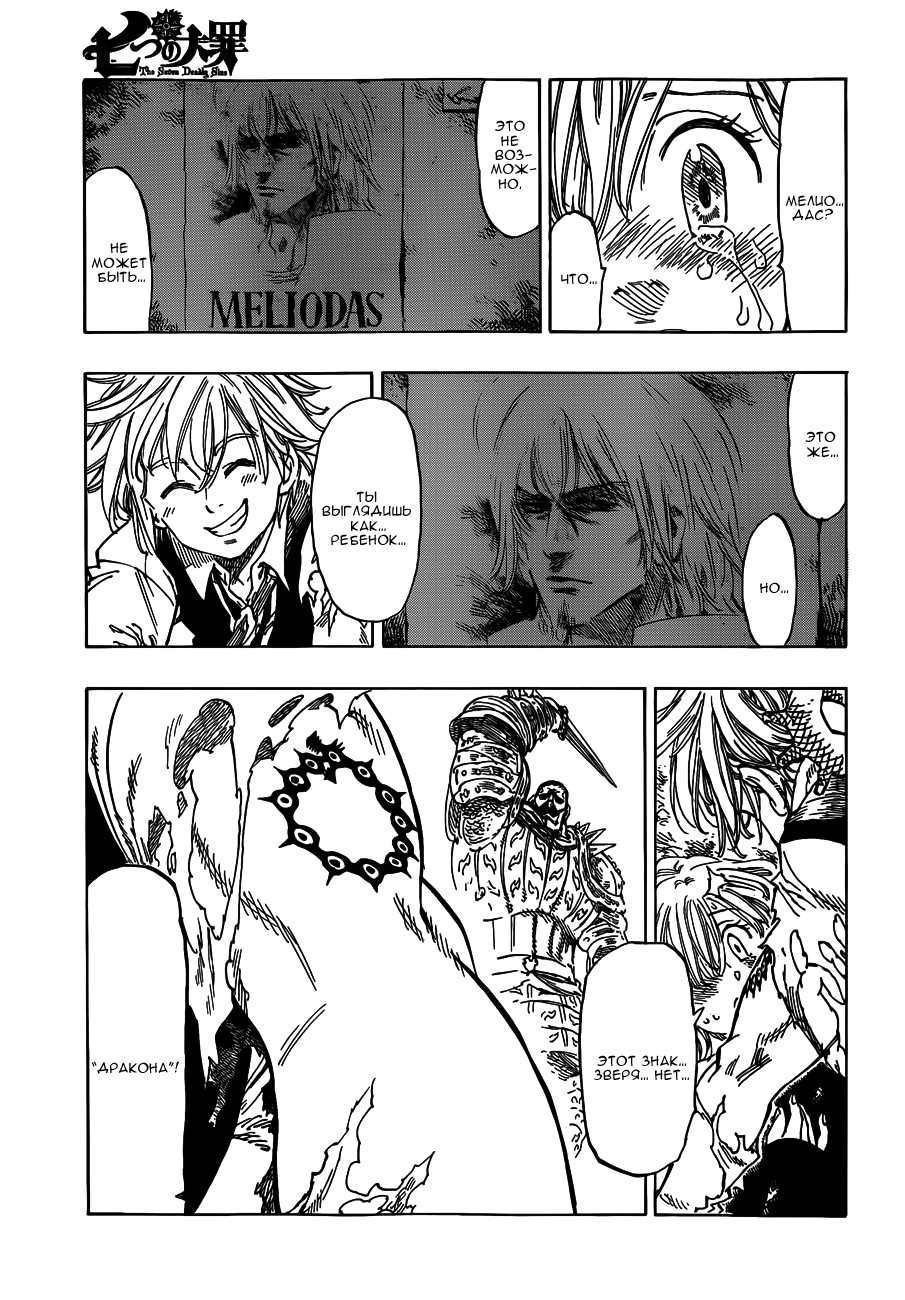 七つの大罪
The Seven Deadly Sins
МЕЛИО...
ДАС?
ЧТО...
ЭТО
НЕ
ВОЗ-
МОЖ-
НО.
НЕ
МОЖЕТ
БЫТЬ...
MELIODAS
ЭТО
ЖЕ...
НО...
ТЫ
ВЫГЛЯДИШЬ
КАК...
РЕБЕНОК...
ЭТОТ ЗНАК...
ЗВЕРЯ... НЕТ...
"ДРАКОНА"!